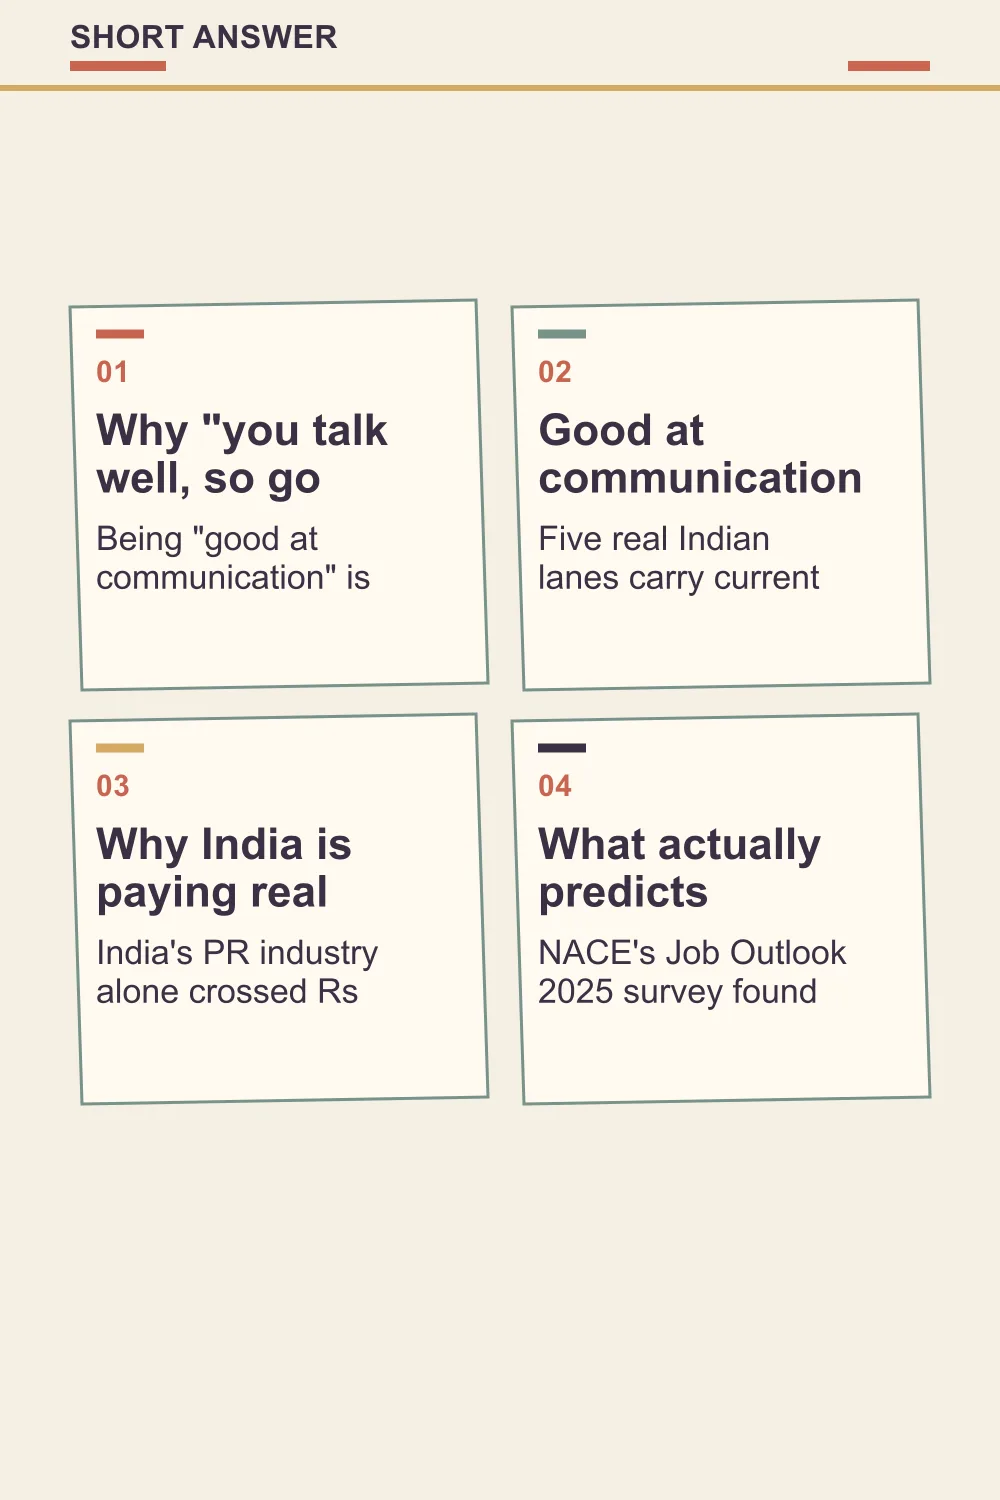 SHORT ANSWER
01
Why "you talk
well, so go
Being "good at
communication" is
02
Good at
communication
Five real Indian
lanes carry current
03
Why India is
paying real
India's PR industry
alone crossed Rs
04
What actually
predicts
NACE's Job Outlook
2025 survey found